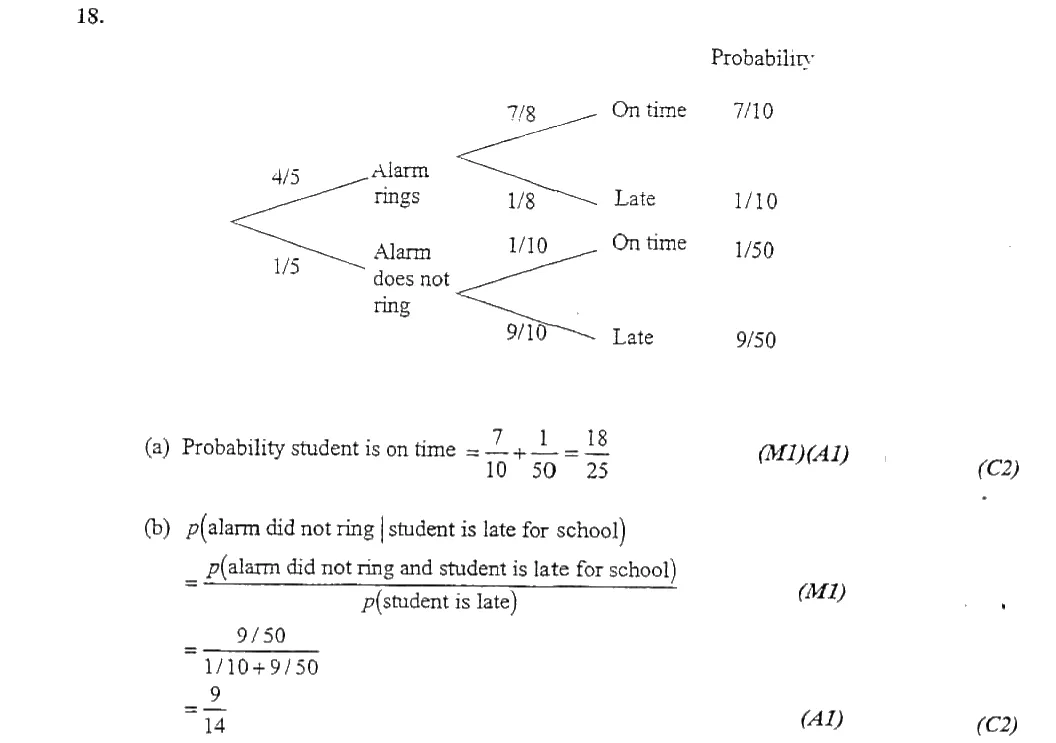 18.
Probability
7/8 On time 7/10
4/5 Alarm
rings 1/8 Late 1/10
1/5 Alarm
does not
ring 1/10 On time 1/50
9/10 Late 9/50
(a) Probability student is on time = 7/10 + 1/50 = 18/25 (M1)(A1) (C2)
(b) p(alarm did not ring | student is late for school)
= p(alarm did not ring and student is late for school) / p(student is late) (M1)
= 9/50 / 1/10+9/50
= 9/14 (A1) (C2)